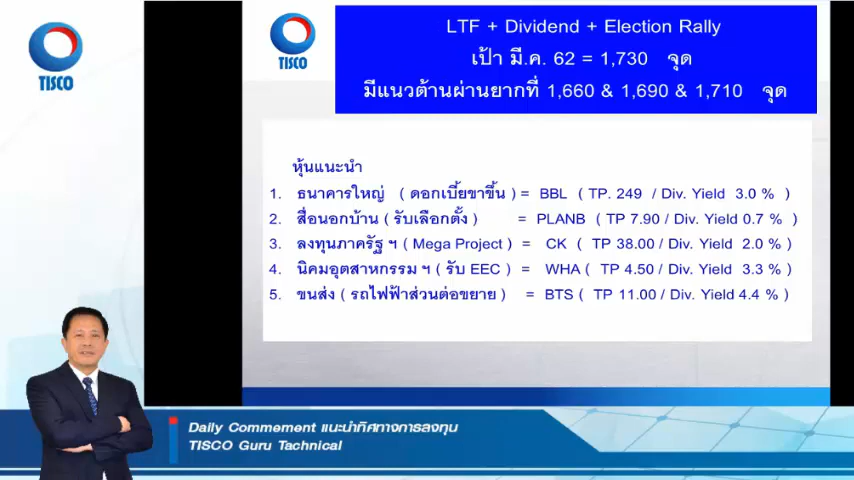 TISCO
TISCO
LTF + Dividend + Election Rally
เป้า มี.ค. 62 = 1,730 จุด
มีแนวต้านผ่านยากที่ 1,660 & 1,690 & 1,710 จุด
หุ้นแนะนำ
1. ธนาคารใหญ่ ( ดอกเบี้ยขาขึ้น ) = BBL ( TP. 249 / Div. Yield 3.0 % )
2. สื่อนอกบ้าน ( รับเลือกตั้ง ) = PLANB ( TP 7.90 / Div. Yield 0.7 % )
3. ลงทุนภาครัฐ ฯ ( Mega Project ) = CK ( TP 38.00 / Div. Yield 2.0 % )
4. นิคมอุตสาหกรรม ฯ ( รับ EEC ) = WHA ( TP 4.50 / Div. Yield 3.3 % )
5. ขนส่ง ( รถไฟฟ้าส่วนต่อขยาย ) = BTS ( TP 11.00 / Div. Yield 4.4 % )
Daily Commement แนะนำทิศทางการลงทุน
TISCO Guru Tachnical